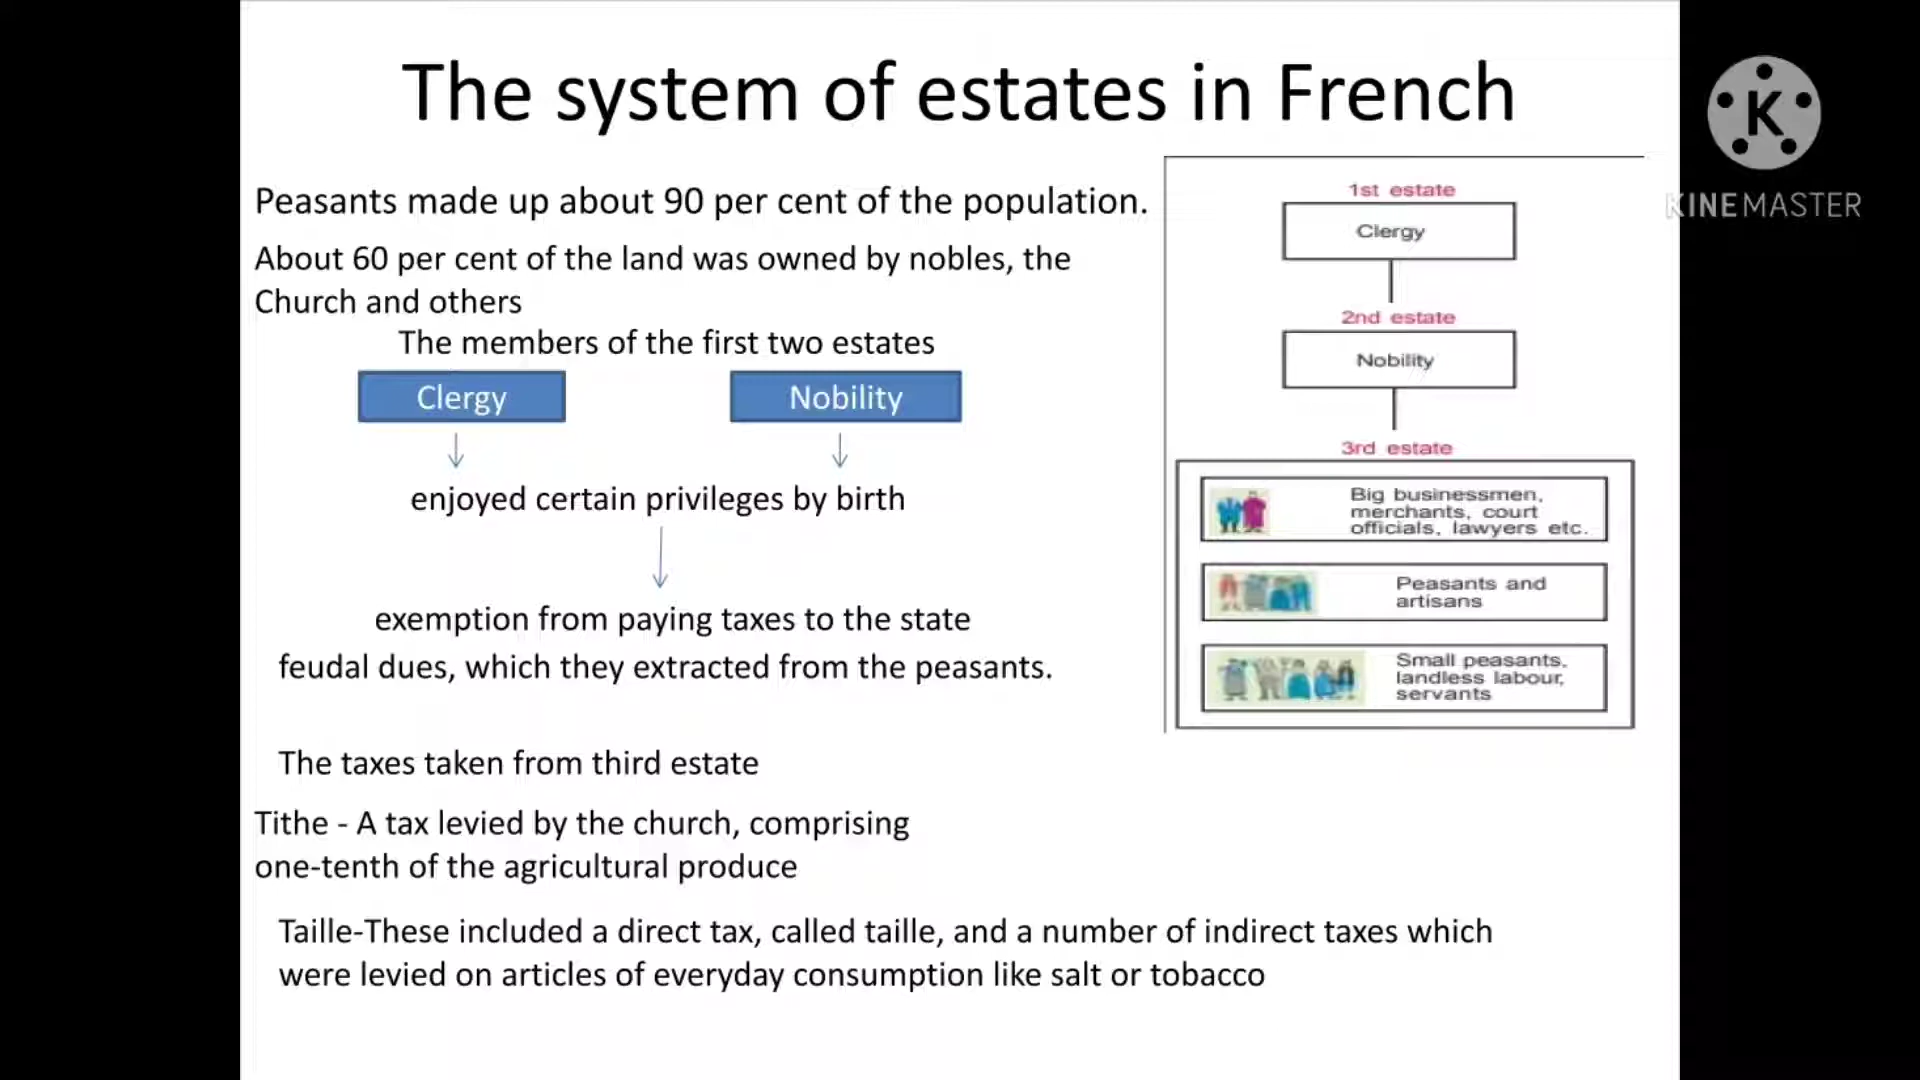 The system of estates in French
Peasants made up about 90 per cent of the population.
About 60 per cent of the land was owned by nobles, the
Church and others
The members of the first two estates
Clergy
Nobility
enjoyed certain privileges by birth
exemption from paying taxes to the state
feudal dues, which they extracted from the peasants.
The taxes taken from third estate
Tithe - A tax levied by the church, comprising
one-tenth of the agricultural produce
Taille-These included a direct tax, called taille, and a number of indirect taxes which
were levied on articles of everyday consumption like salt or tobacco
1st estate
Clergy
2nd estate
Nobility
3rd estate
Big businessmen,
merchants, court
officials, lawyers etc.
Peasants and
artisans
Small peasants,
landless labour,
servants
K
KINEMASTER